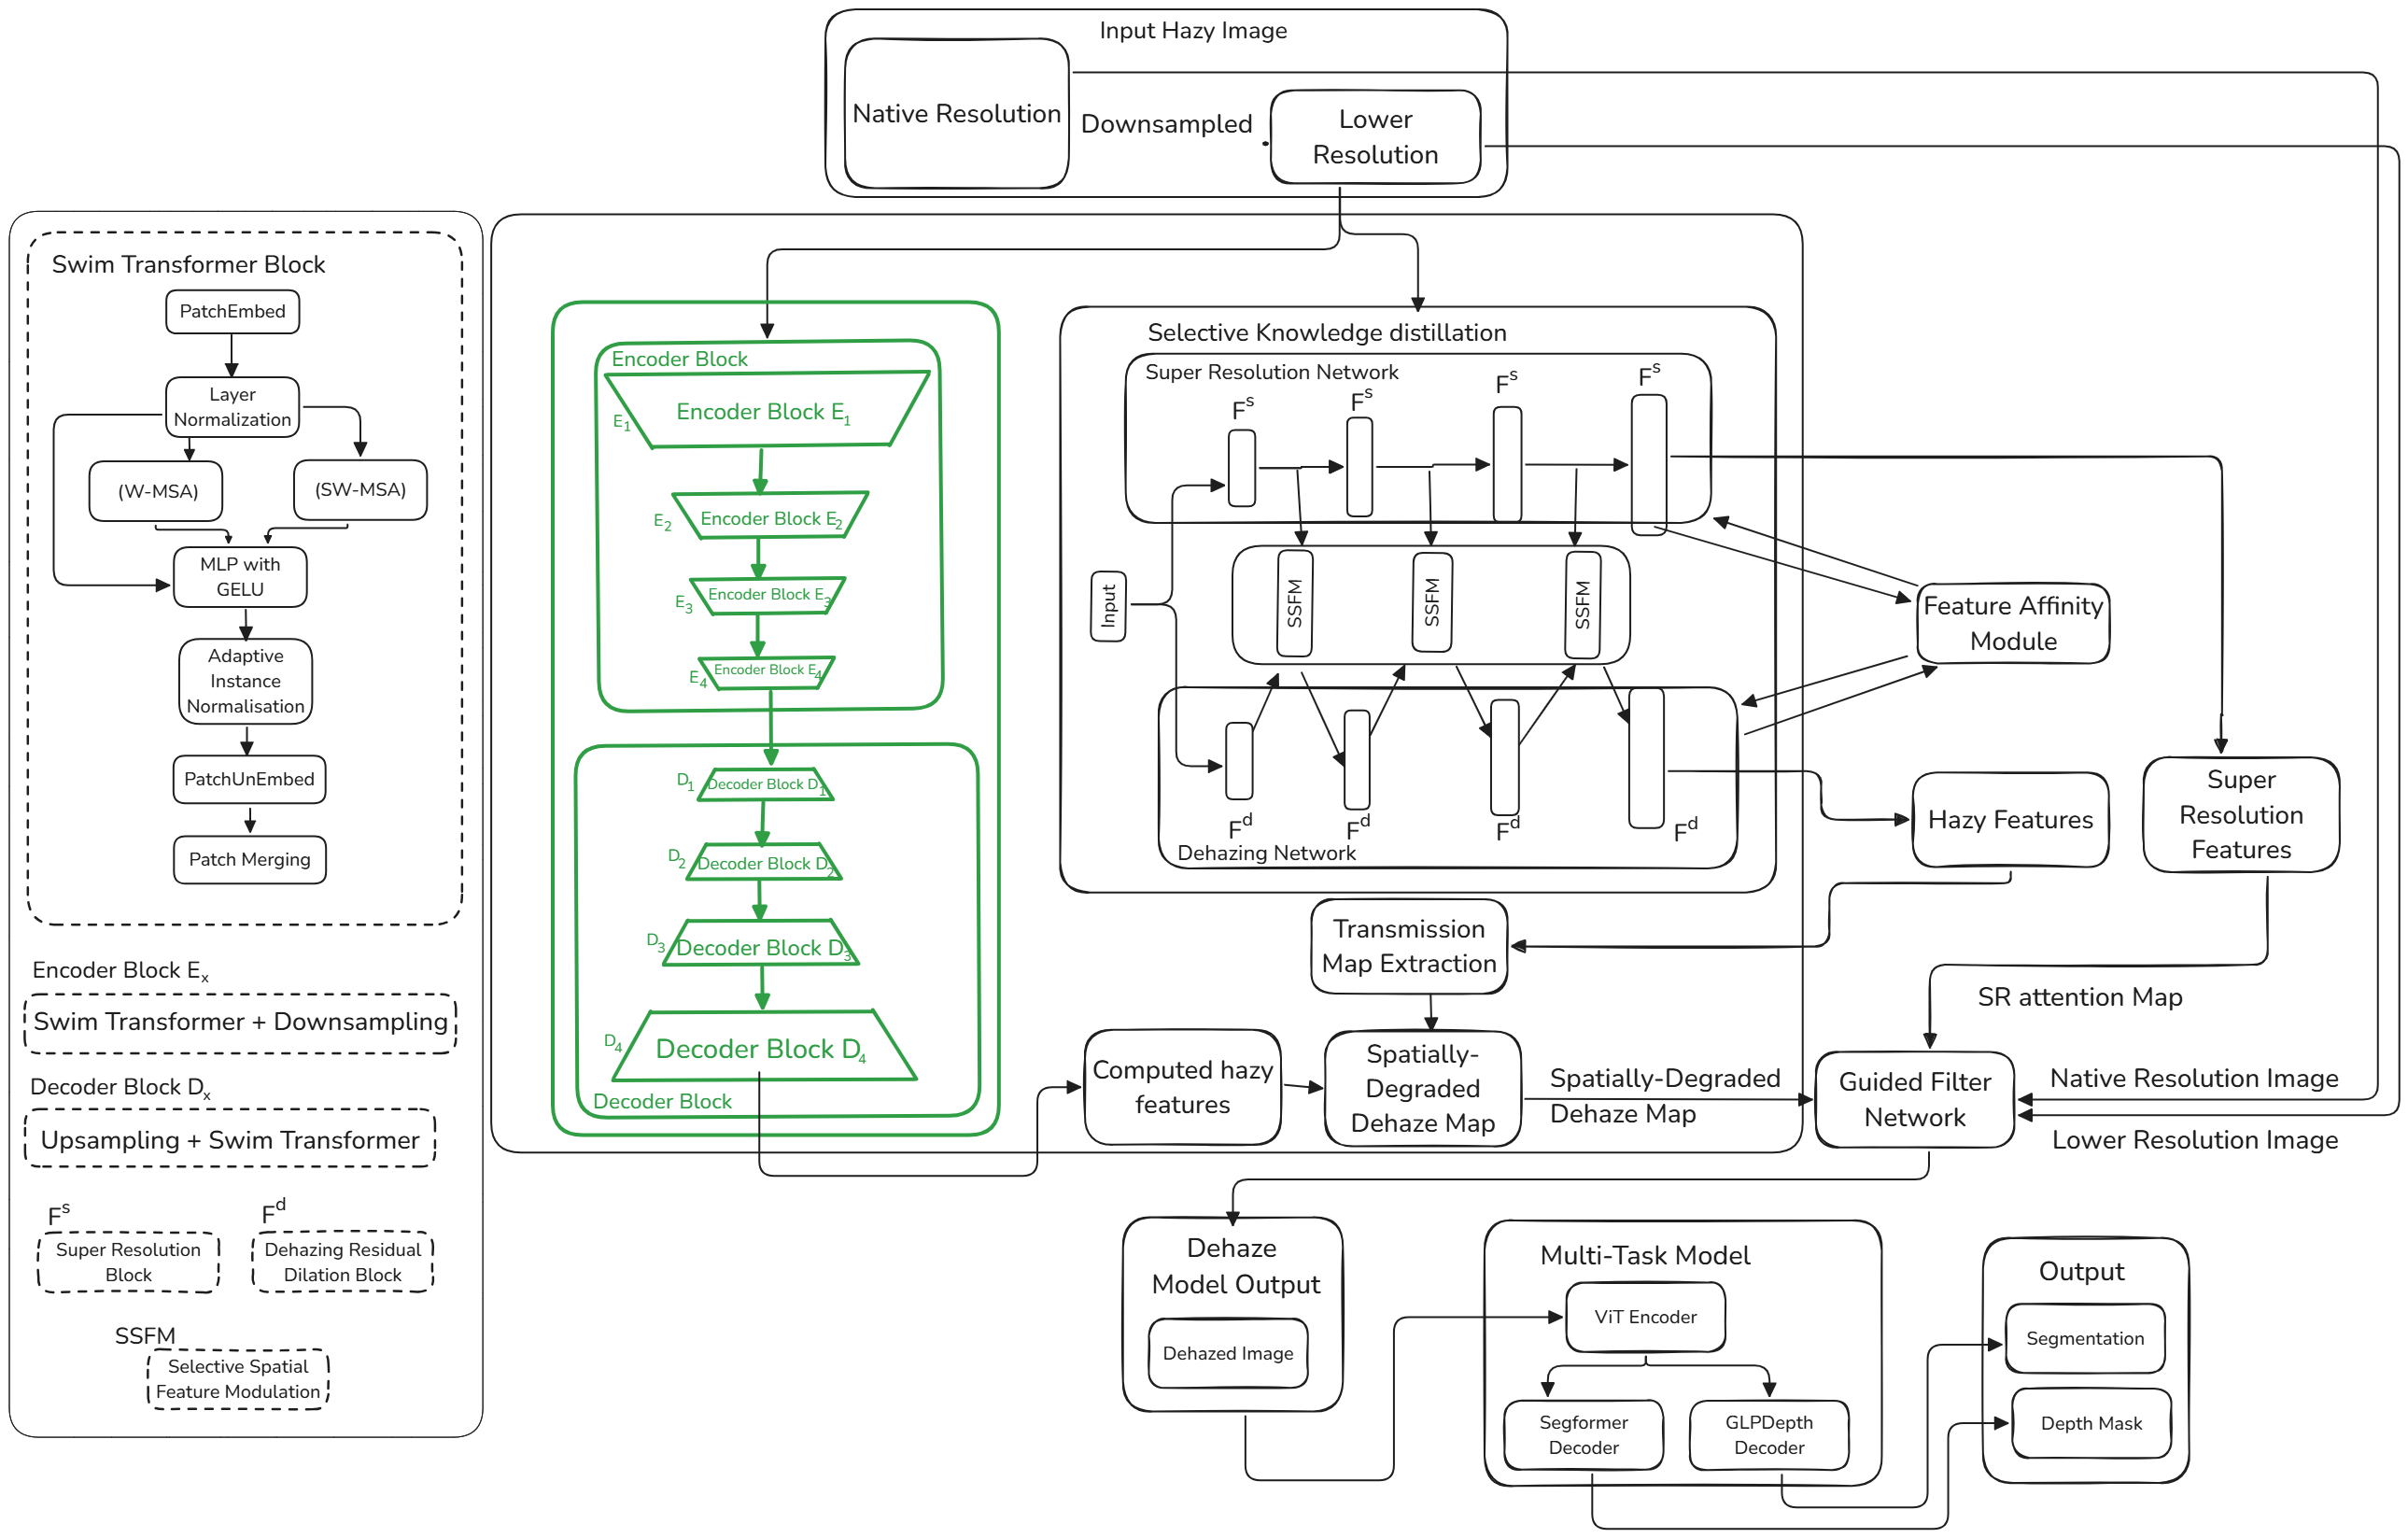 Input Hazy Image
Native Resolution
Downsampled
Lower
Resolution
Swim Transformer Block
PatchEmbed
Layer
Normalization
(W-MSA)
(SW-MSA)
MLP with
GELU
Adaptive
Instance
Normalisation
PatchUnEmbed
Patch Merging
Encoder Block Ex
Swim Transformer + Downsampling
Decoder Block Dx
Upsampling + Swim Transformer
Fs
Super Resolution
Block
Fd
Dehazing Residual
Dilation Block
SSFM
Selective Spatial
Feature Modulation
Encoder Block
E1
Encoder Block E1
E2
Encoder Block E2
E3
Encoder Block E3
E4
Encoder Block E4
D1
Decoder Block D1
D2
Decoder Block D2
D3
Decoder Block D3
D4
Decoder Block D4
Decoder Block
Selective Knowledge distillation
Super Resolution Network
Fs
Fs
Fs
Fs
Input
SSFM
SSFM
SSFM
Fd
Fd
Fd
Fd
Dehazing Network
Feature Affinity
Module
Hazy Features
Super
Resolution
Features
Transmission
Map Extraction
SR attention Map
Computed hazy
features
Spatially-
Degraded
Dehaze Map
Spatially-Degraded
Dehaze Map
Guided Filter
Network
Native Resolution Image
Lower Resolution Image
Dehaze
Model Output
Dehazed Image
Multi-Task Model
ViT Encoder
Segformer
Decoder
GLPDepth
Decoder
Output
Segmentation
Depth Mask